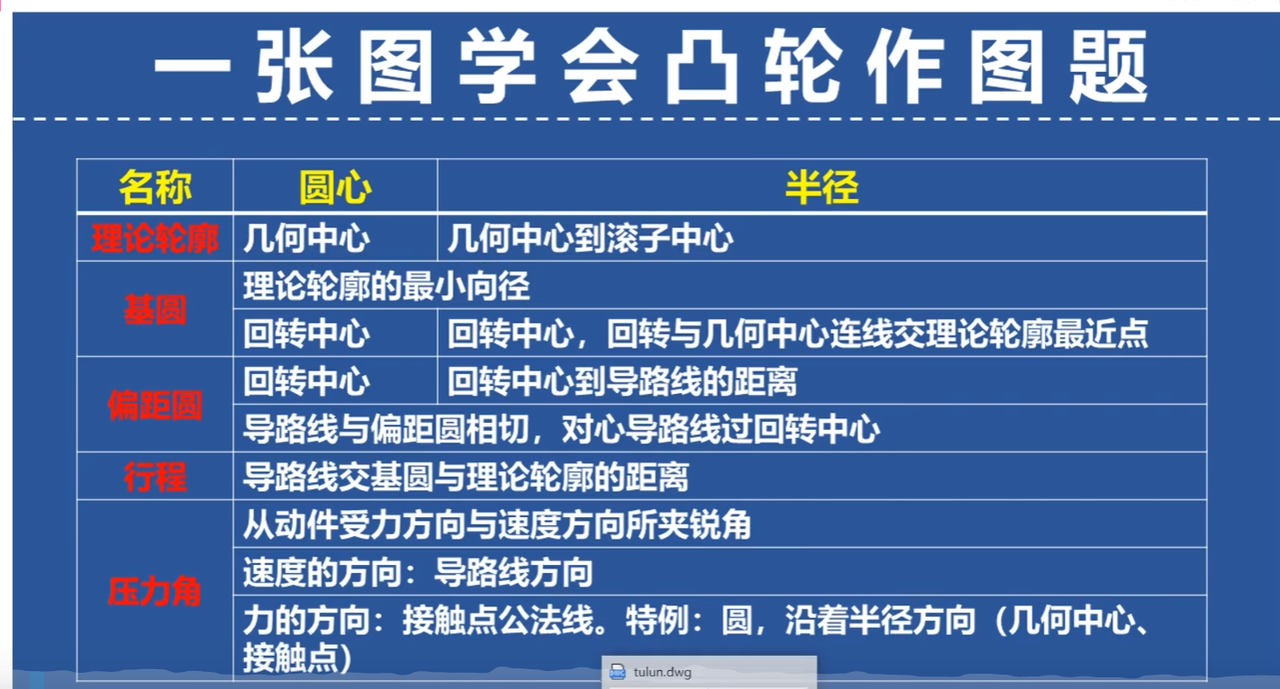 一张图学会凸轮作图题
名称 圆心 半径
理论轮廓 几何中心 几何中心到滚子中心
基圆 理论轮廓的最小向径
回转中心 回转中心，回转与几何中心连线交理论轮廓最近点
偏距圆 回转中心 回转中心到导路线的距离
导路线与偏距圆相切，对心导路线过回转中心
行程 导路线交基圆与理论轮廓的距离
压力角 从动件受力方向与速度方向所夹锐角
速度的方向：导路线方向
力的方向：接触点公法线。特例：圆，沿着半径方向（几何中心、
接触点）
tulun.dwg